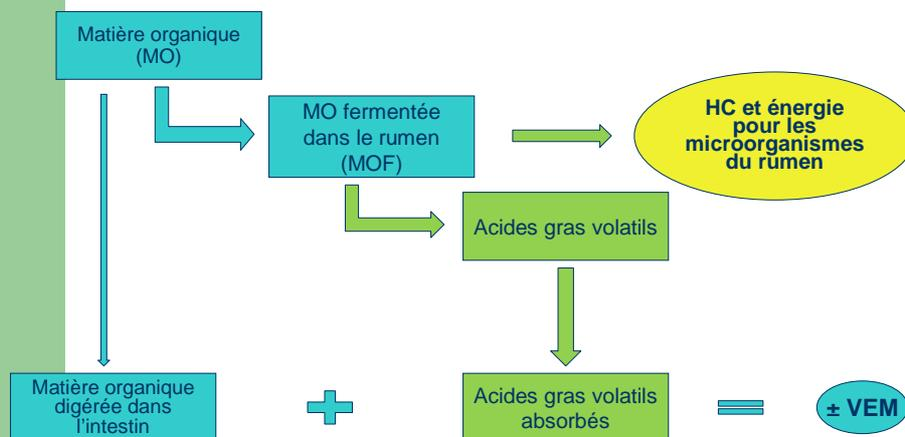 Matière organique
(MO)
MO fermentée
dans le rumen
(MOF)
HC et énergie
pour les
microorganismes
du rumen
Acides gras volatils
Matière organique
digérée dans
l'intestin
Acides gras volatils
absorbés
± VEM